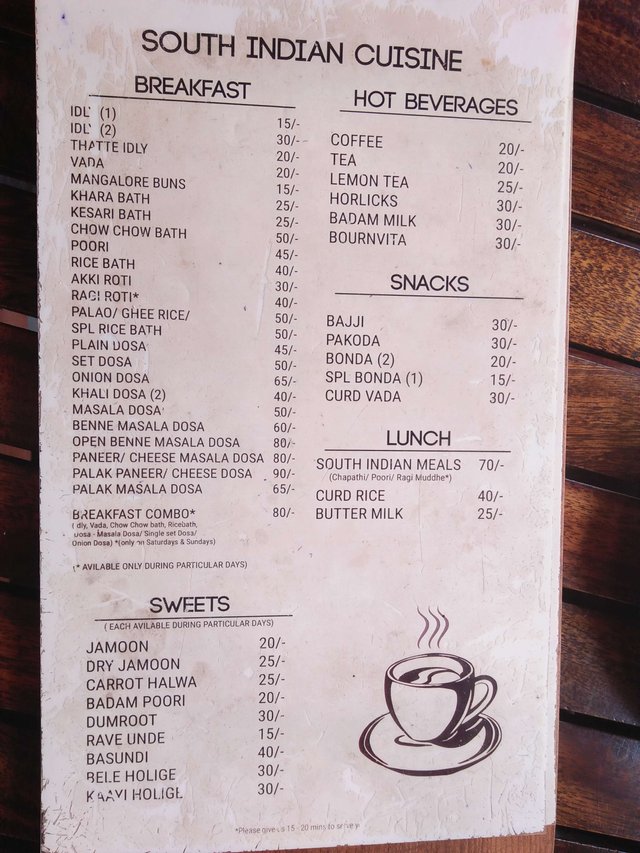 SOUTH INDIAN CUISINE
BREAKFAST
IDLY (1) 15/-
IDLY (2) 30/-
THATTE IDLY 20/-
VADA 20/-
MANGALORE BUNS 15/-
KHARA BATH 25/-
KESARI BATH 25/-
CHOW CHOW BATH 50/-
POORI 45/-
RICE BATH 40/-
AKKI ROTI 30/-
RAGI ROTI* 40/-
PALAO/ GHEE RICE/ 50/-
SPL RICE BATH 50/-
PLAIN DOSA 45/-
SET DOSA 50/-
ONION DOSA 65/-
KHALI DOSA (2) 40/-
MASALA DOSA 50/-
BENNE MASALA DOSA 60/-
OPEN BENNE MASALA DOSA 80/-
PANEER/ CHEESE MASALA DOSA 80/-
PALAK PANEER/ CHEESE DOSA 90/-
PALAK MASALA DOSA 65/-
BREAKFAST COMBO* 80/-
( Idly, Vada, Chow Chow bath, Ricebath,
Dosa - Masala Dosa/ Single set Dosa/
Onion Dosa) *(only on Saturdays & Sundays)
(* AVILABLE ONLY DURING PARTICULAR DAYS)
SWEETS
( EACH AVILABLE DURING PARTICULAR DAYS)
JAMOON 20/-
DRY JAMOON 25/-
CARROT HALWA 25/-
BADAM POORI 20/-
DUMROOT 30/-
RAVE UNDE 15/-
BASUNDI 40/-
BELE HOLIGE 30/-
KAAYI HOLIGE 30/-
HOT BEVERAGES
COFFEE 20/-
TEA 20/-
LEMON TEA 25/-
HORLICKS 30/-
BADAM MILK 30/-
BOURNVITA 30/-
SNACKS
BAJJI 30/-
PAKODA 30/-
BONDA (2) 20/-
SPL BONDA (1) 15/-
CURD VADA 30/-
LUNCH
SOUTH INDIAN MEALS 70/-
(Chapathi/ Poori/ Ragi Muddhe*)
CURD RICE 40/-
BUTTER MILK 25/-
*Please give us 15 - 20 mins to serve